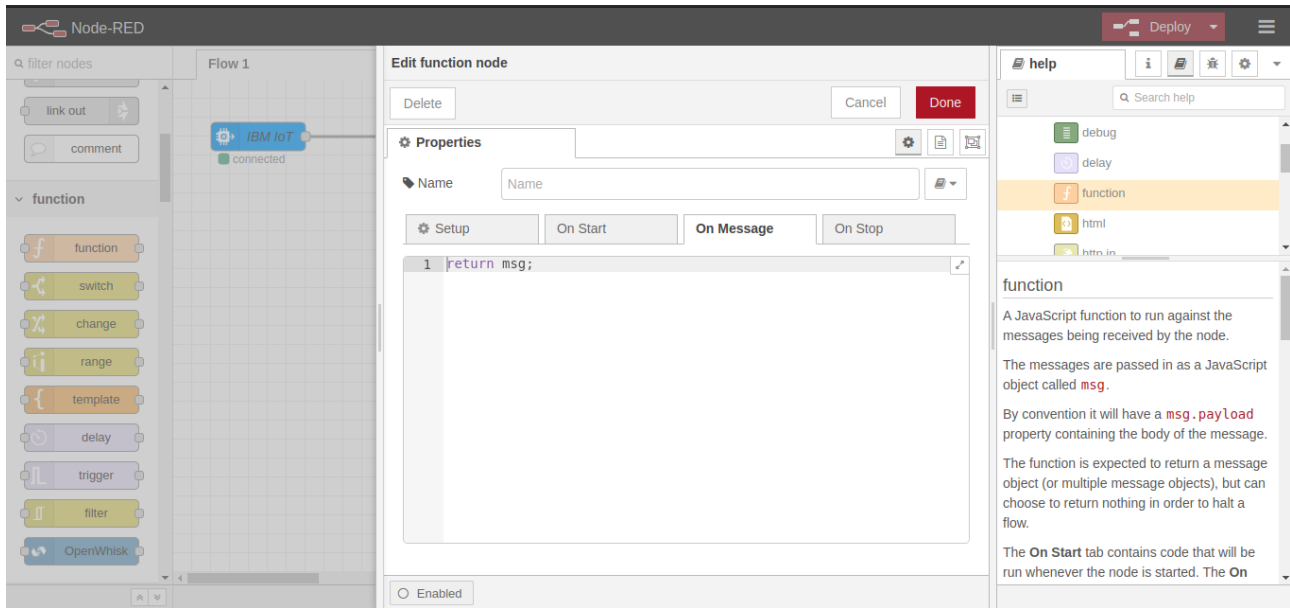 Node-RED
Deploy
filter nodes
link out
comment
function
function
switch
change
range
template
delay
trigger
filter
OpenWhisk
Flow 1
IBM IoT
connected
Edit function node
Delete
Cancel
Done
Properties
Name
Name
Setup
On Start
On Message
On Stop
1 return msg;
Enabled
help
Search help
debug
delay
function
html
http in
function
A JavaScript function to run against the
messages being received by the node.
The messages are passed in as a JavaScript
object called msg.
By convention it will have a msg.payload
property containing the body of the message.
The function is expected to return a message
object (or multiple message objects), but can
choose to return nothing in order to halt a
flow.
The On Start tab contains code that will be
run whenever the node is started. The On